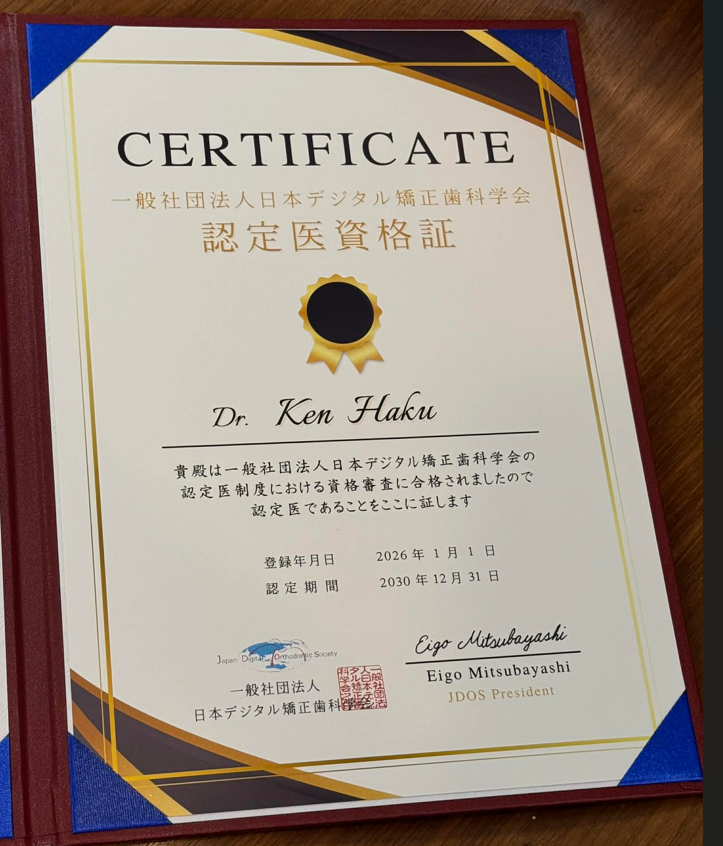 CERTIFICATE
一般社団法人日本デジタル矯正歯科学会
認定医資格証
Dr. Ken Haku
貴殿は一般社団法人日本デジタル矯正歯科学会の
認定医制度における資格審査に合格されましたので
認定医であることをここに証します
登録年月日 2026年 1月 1日
認定期間 2030年12月31日
Japan Digital Orthodontic Society
一般社団法人
日本デジタル矯正歯科学会
Eigo Mitsubayashi
Eigo Mitsubayashi
JDOS President